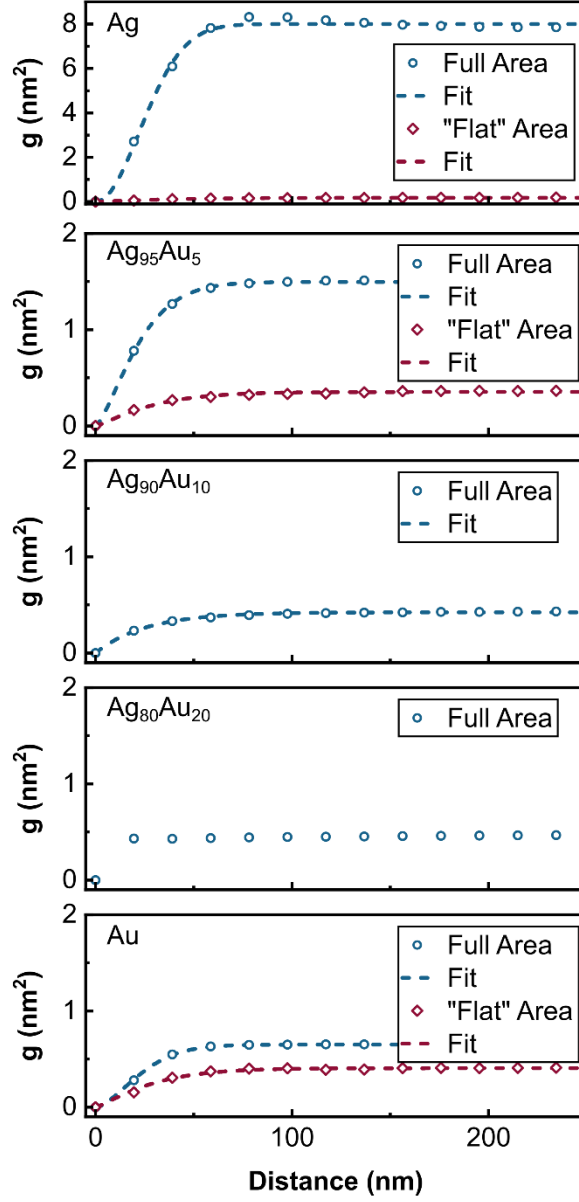 Ag
8
6
4
2
0
g (nm²)
Full Area
Fit
"Flat" Area
Fit
Ag₉₅Au₅
2
1
0
g (nm²)
Full Area
Fit
"Flat" Area
Fit
Ag₉₀Au₁₀
2
1
0
g (nm²)
Full Area
Fit
Ag₈₀Au₂₀
2
1
0
g (nm²)
Full Area
Au
2
1
0
g (nm²)
Full Area
Fit
"Flat" Area
Fit
0 100 200
Distance (nm)